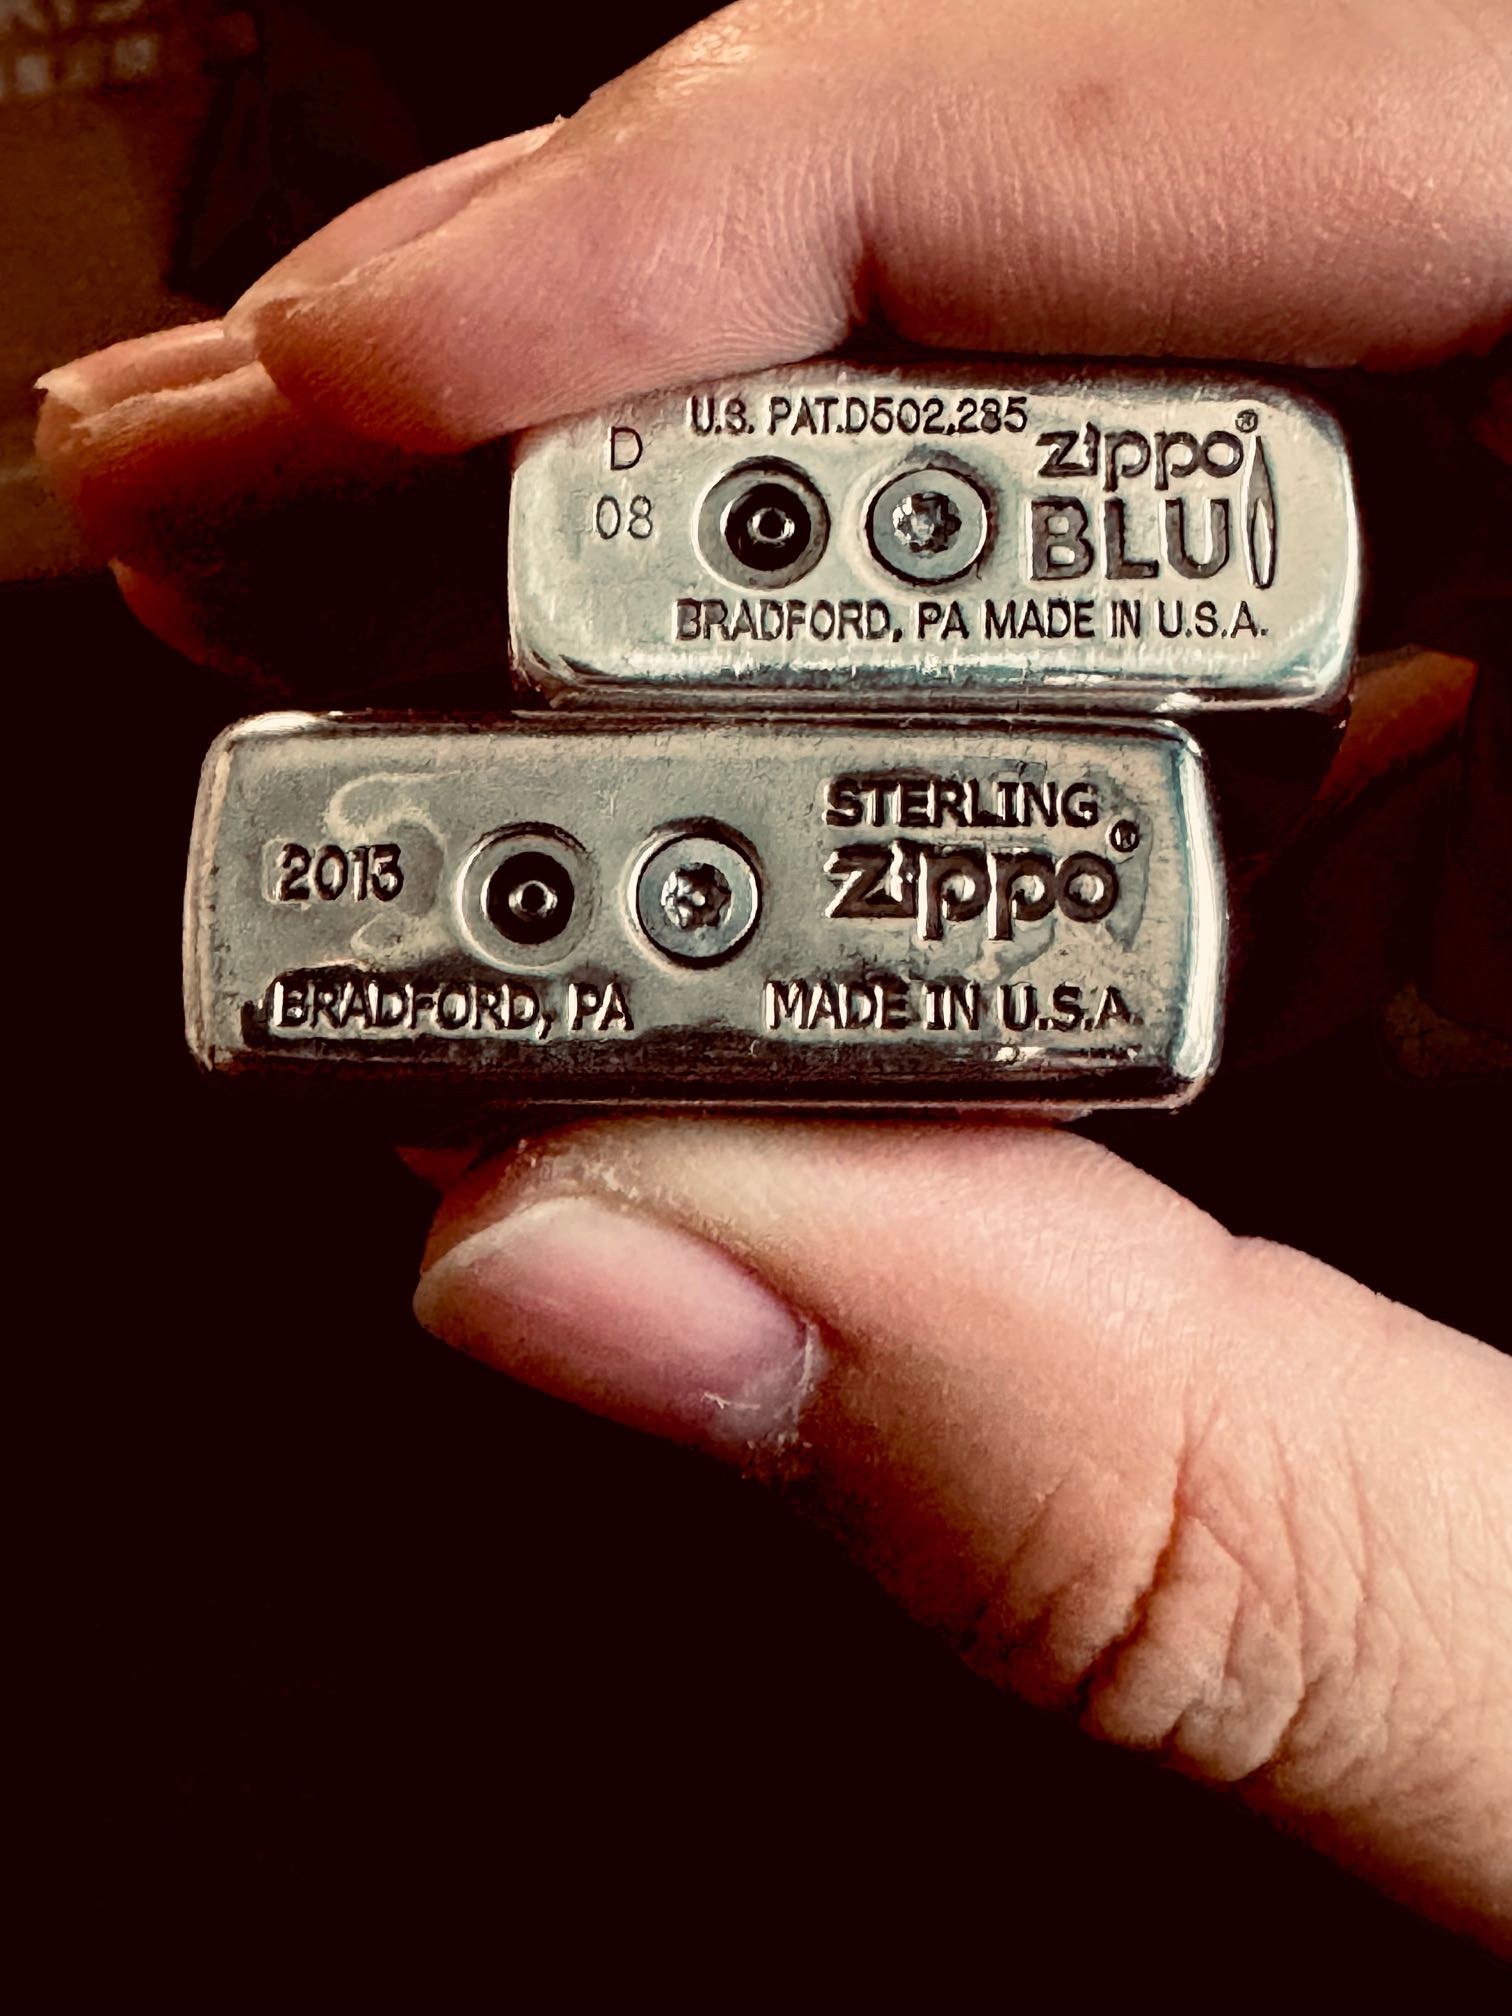 U.S. PAT.D502,285
D
08
zippo®
BLU
BRADFORD, PA MADE IN U.S.A.
STERLING
zippo®
2013
BRADFORD, PA MADE IN U.S.A.